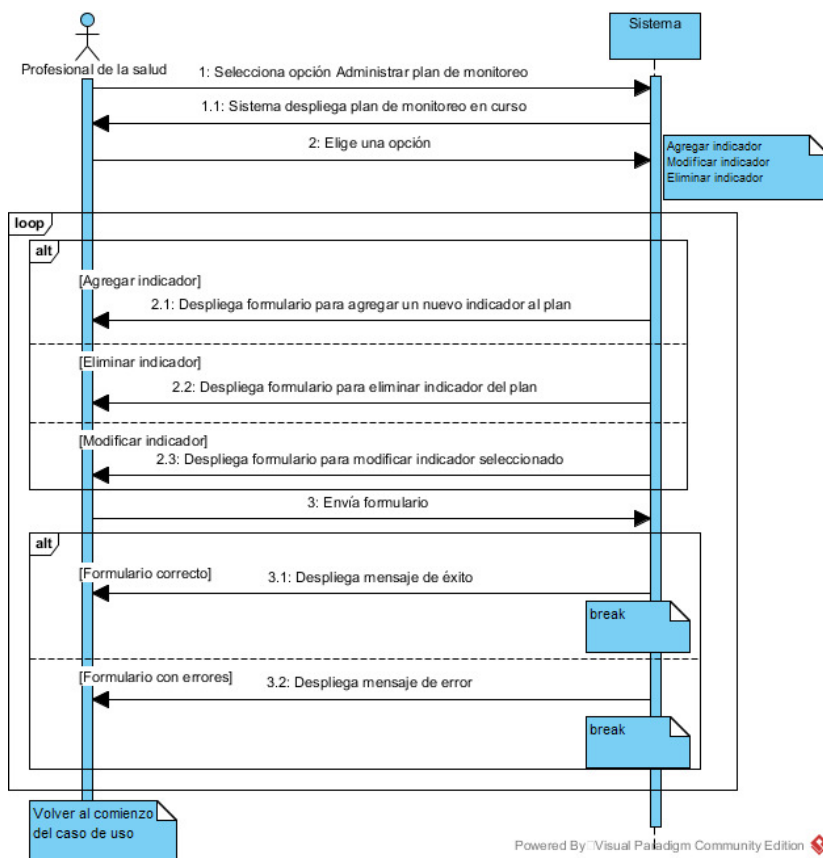 Sistema
Profesional de la salud
1: Selecciona opción Administrar plan de monitoreo
1.1: Sistema despliega plan de monitoreo en curso
2: Elige una opción
Agregar indicador
Modificar indicador
Eliminar indicador
loop
alt
[Agregar indicador]
2.1: Despliega formulario para agregar un nuevo indicador al plan
[Eliminar indicador]
2.2: Despliega formulario para eliminar indicador del plan
[Modificar indicador]
2.3: Despliega formulario para modificar indicador seleccionado
3: Envía formulario
alt
[Formulario correcto]
3.1: Despliega mensaje de éxito
break
[Formulario con errores]
3.2: Despliega mensaje de error
break
Volver al comienzo
del caso de uso
Powered By Visual Paradigm Community Edition